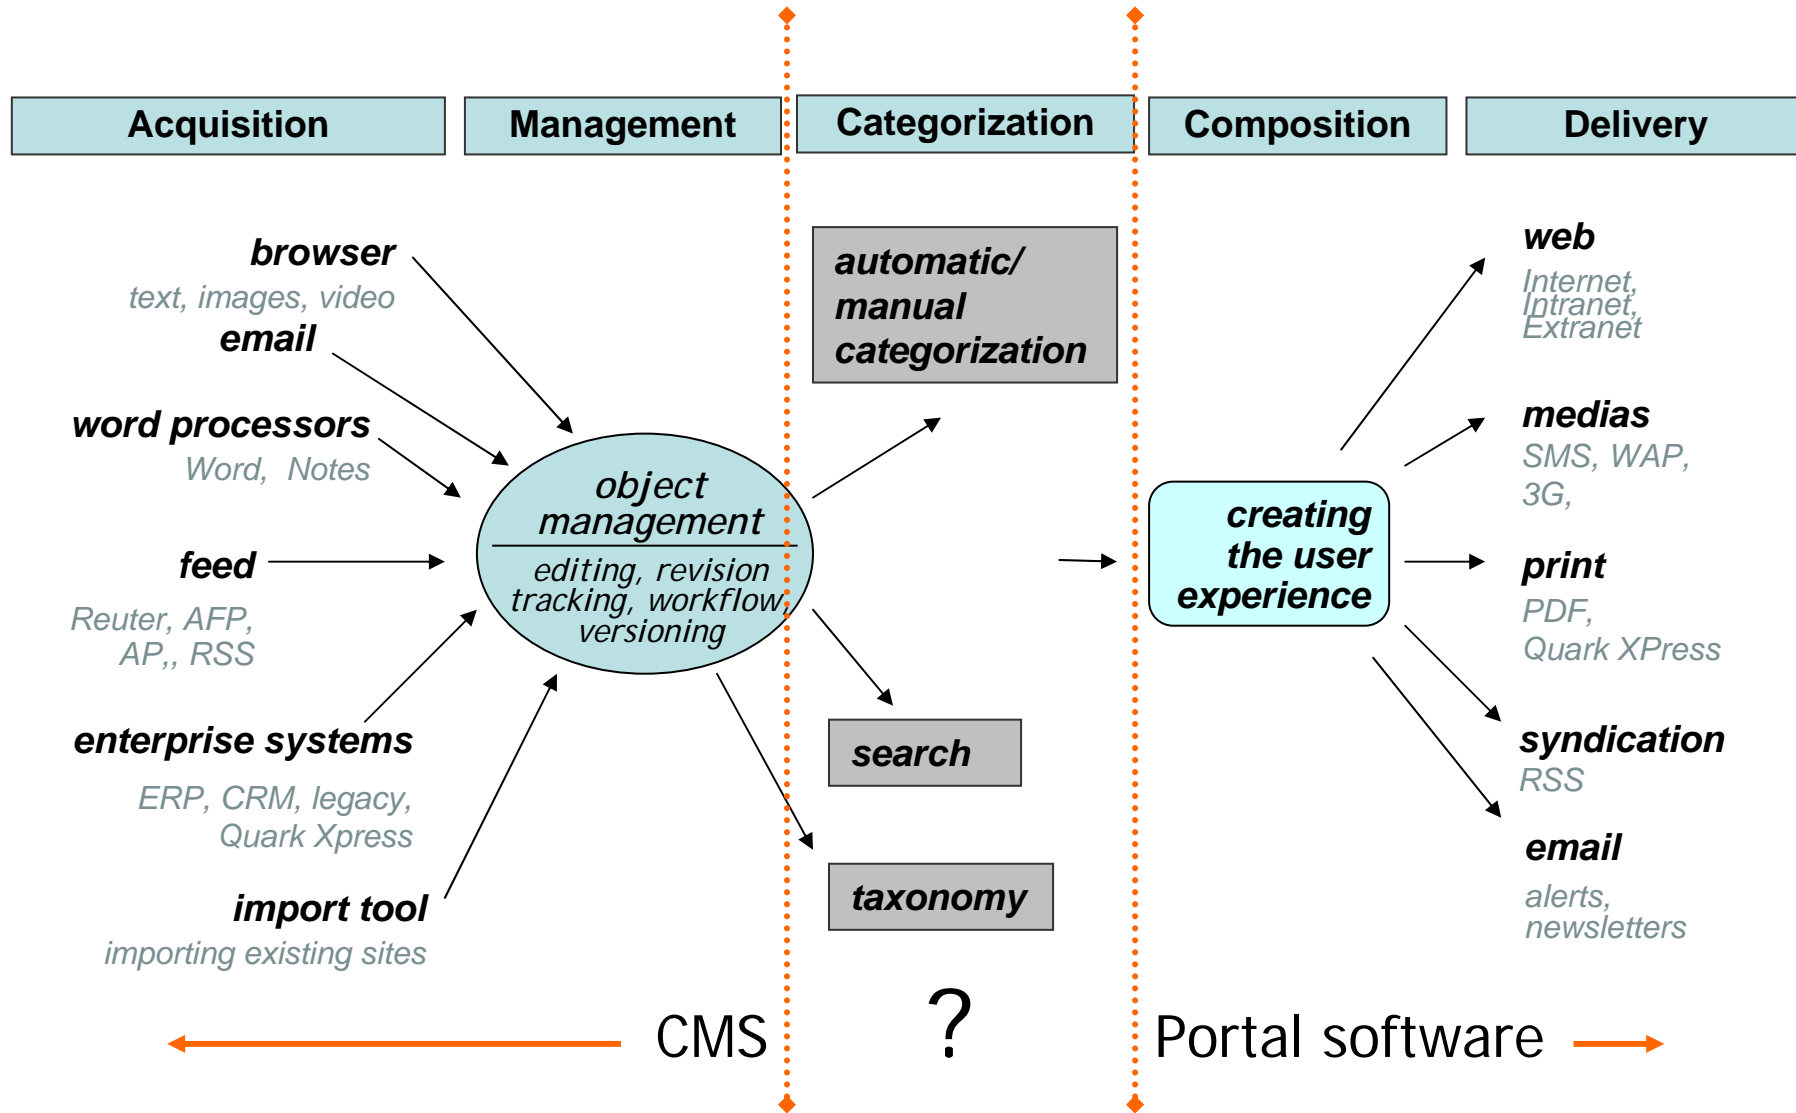 Acquisition
Management
Categorization
Composition
Delivery
browser
text, images, video
email
word processors
Word, Notes
feed
Reuter, AFP,
AP,, RSS
enterprise systems
ERP, CRM, legacy,
Quark Xpress
import tool
importing existing sites
object
management
editing, revision
tracking, workflow,
versioning
automatic/
manual
categorization
search
taxonomy
creating
the user
experience
web
Internet,
Intranet,
Extranet
medias
SMS, WAP,
3G,
print
PDF,
Quark XPress
syndication
RSS
email
alerts,
newsletters
CMS
?
Portal software